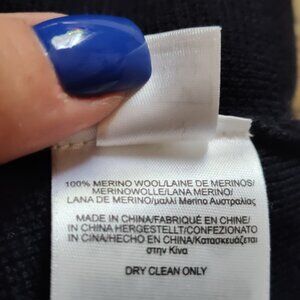 100% MERINO WOOL/LAINE DE MERINOS/
MERINOWOLLE/LANA MERINO/
LANA DE MERINO/μαλλί Merino Αυστραλίας
MADE IN CHINA/FABRIQUÉ EN CHINE/
IN CHINA HERGESTELLT/CONFEZIONATO
IN CINA/HECHO EN CHINA/Κατασκευάζεται
στην Κίνα
DRY CLEAN ONLY